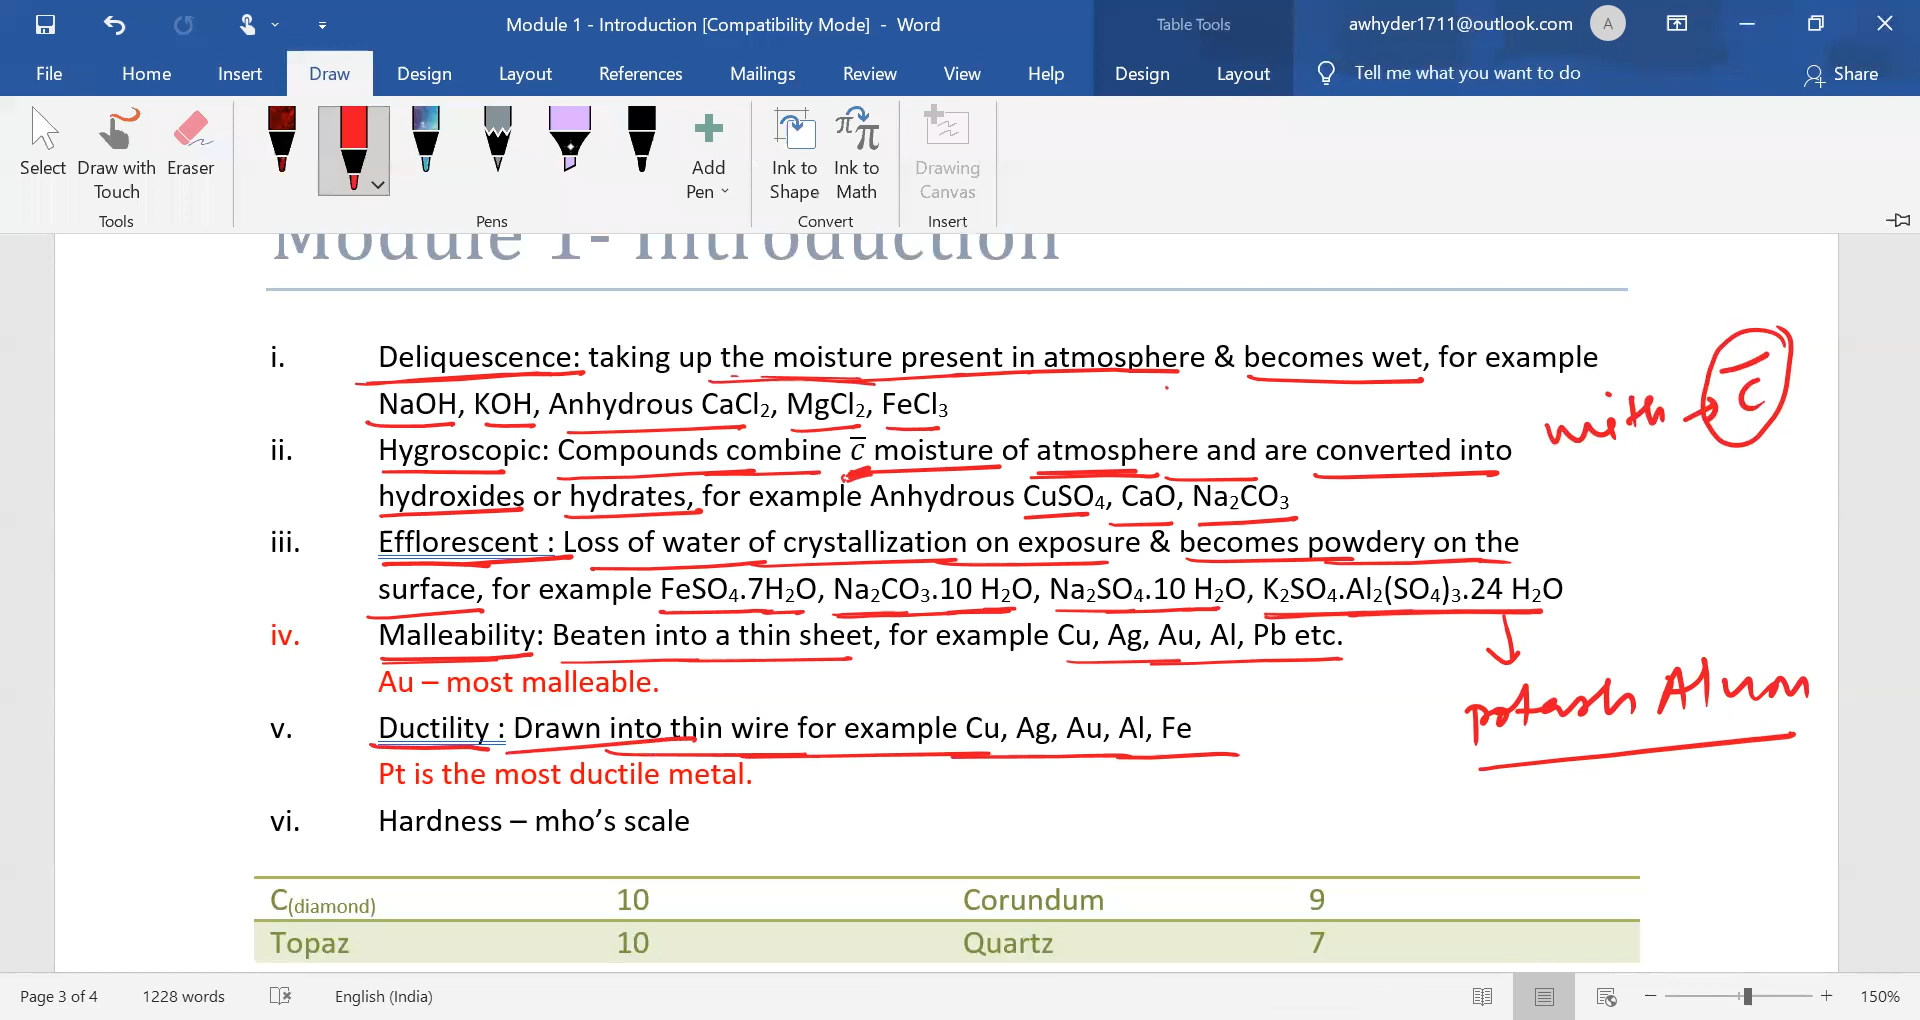 Module 1 - Introduction [Compatibility Mode] - Word
Table Tools
awhyder1711@outlook.com
A
File Home Insert Draw Design Layout References Mailings Review View Help Design Layout Tell me what you want to do Share
Select Draw with Touch Eraser Add Pen Ink to Shape Ink to Math Drawing Canvas
Tools Pens Convert Insert
Module 1- Introduction
i. Deliquescence: taking up the moisture present in atmosphere & becomes wet, for example
NaOH, KOH, Anhydrous CaCl₂, MgCl₂, FeCl₃
with → c̅
ii. Hygroscopic: Compounds combine c̅ moisture of atmosphere and are converted into
hydroxides or hydrates, for example Anhydrous CuSO₄, CaO, Na₂CO₃
iii. Efflorescent : Loss of water of crystallization on exposure & becomes powdery on the
surface, for example FeSO₄.7H₂O, Na₂CO₃.10 H₂O, Na₂SO₄.10 H₂O, K₂SO₄.Al₂(SO₄)₃.24 H₂O
iv. Malleability: Beaten into a thin sheet, for example Cu, Ag, Au, Al, Pb etc.
Au – most malleable.
potash Alum
v. Ductility : Drawn into thin wire for example Cu, Ag, Au, Al, Fe
Pt is the most ductile metal.
vi. Hardness – mho’s scale
C(diamond) 10 Corundum 9
Topaz 10 Quartz 7
Page 3 of 4 1228 words English (India) 150%